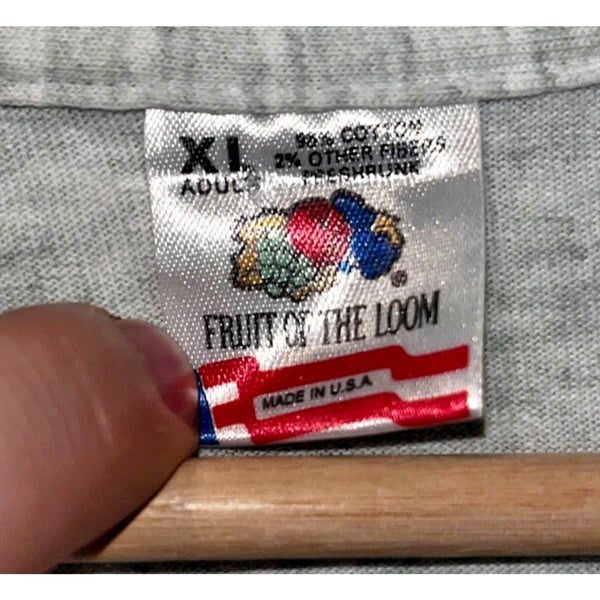 XL
ADULT
98% COTTON
2% OTHER FIBERS
PRESHRUNK
®
FRUIT OF THE LOOM
MADE IN U.S.A.